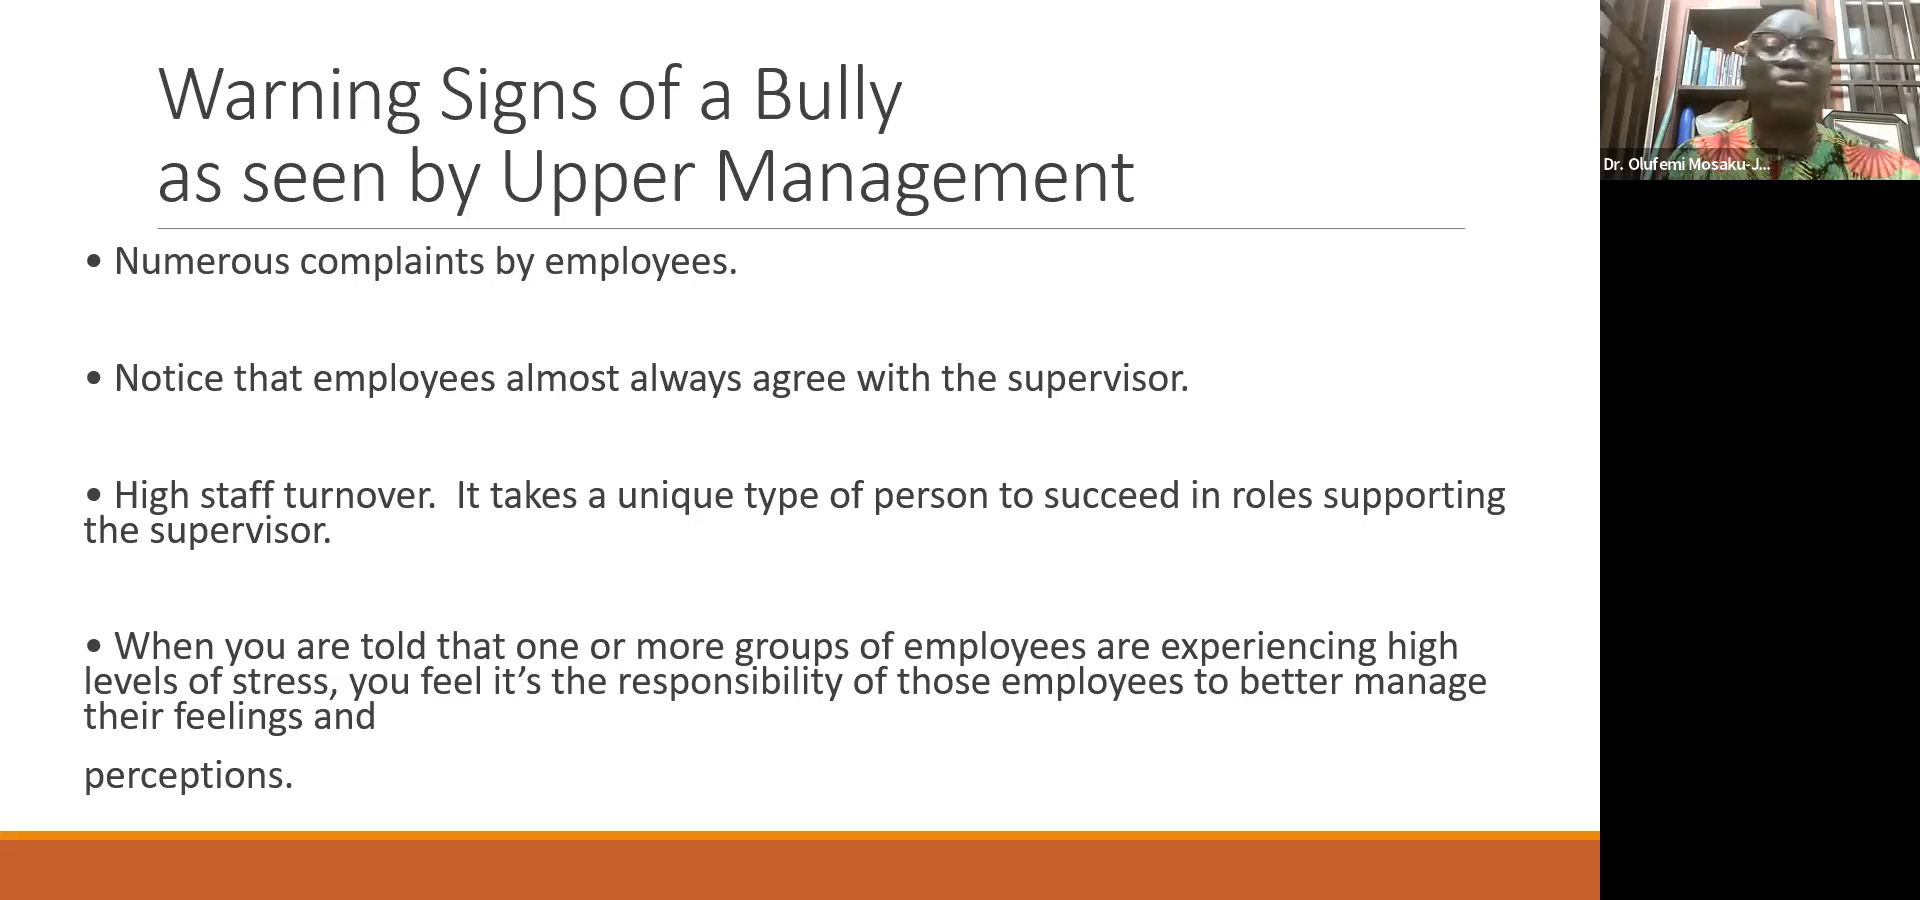 Warning Signs of a Bully
as seen by Upper Management
• Numerous complaints by employees.
• Notice that employees almost always agree with the supervisor.
• High staff turnover.  It takes a unique type of person to succeed in roles supporting
the supervisor.
• When you are told that one or more groups of employees are experiencing high
levels of stress, you feel it’s the responsibility of those employees to better manage
their feelings and
perceptions.
Dr. Olufemi Mosaku-J...